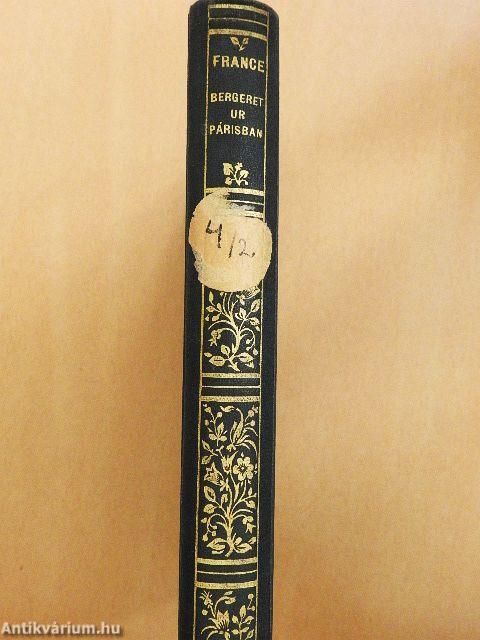 FRANCE
BERGERET
UR
PÁRISBAN
4/2
Antikvárium.hu